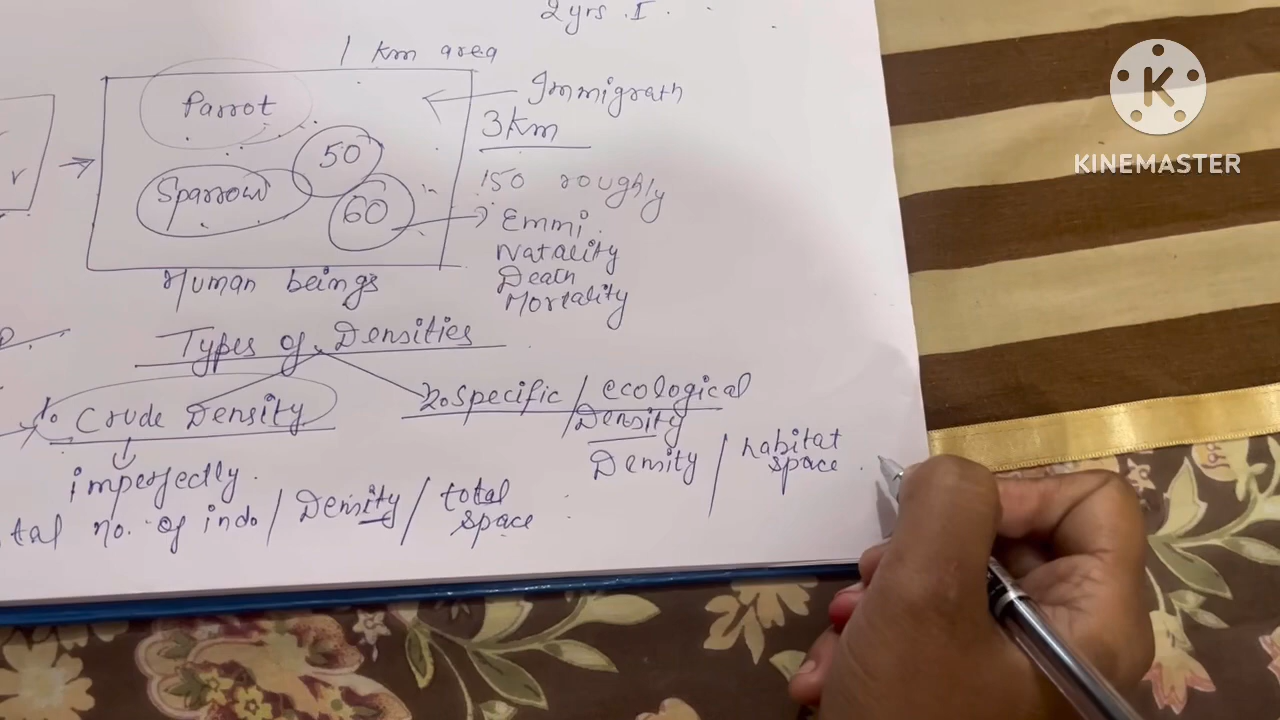 2yrs. I.
1 km area
Parrot
Immigrath
3km
50
150 roughly
Sparrow
60
Emmi.
Natality
Death
Mortality
Human beings
Types of Densities
1. Crude Density
2. specific / ecological
Density
imperfectly
Density / habitat
space.
tal no. of indo / Density / total
space
K
KINEMASTER